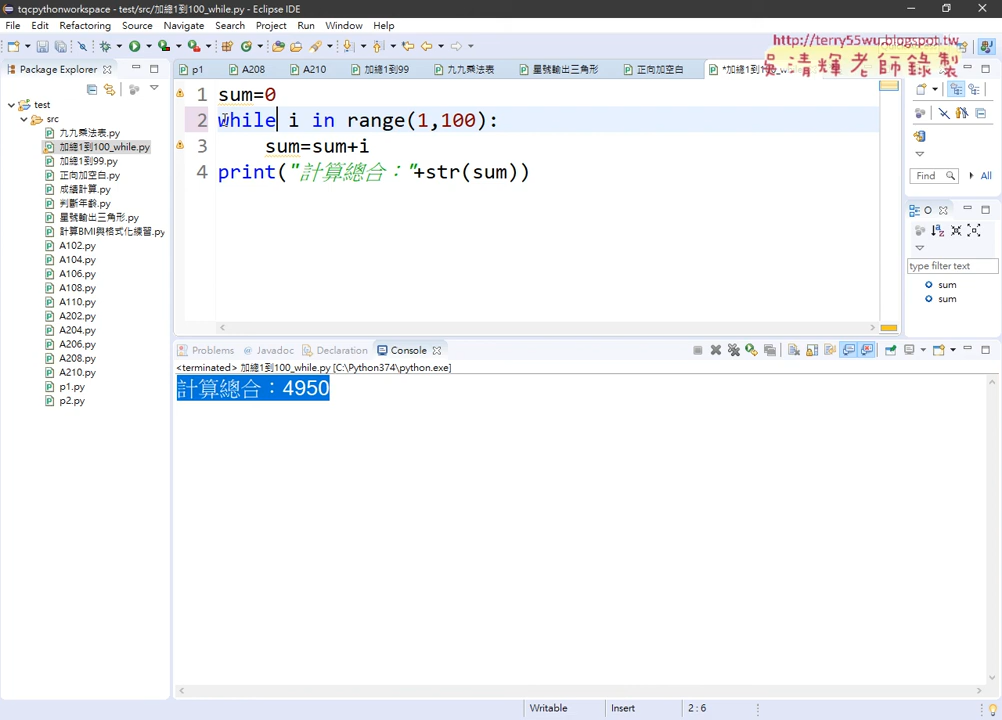 tqcpythonworkspace - test/src/加總1到100_while.py - Eclipse IDE
File Edit Refactoring Source Navigate Search Project Run Window Help
http://terry55wu.blogspot.tw
吳清輝老師錄製
Package Explorer
p1 A208 A210 加總1到99 九九乘法表 星號輸出三角形 正向加空白
test
src
九九乘法表.py
加總1到100_while.py
加總1到99.py
正向加空白.py
成績計算.py
判斷年齡.py
星號輸出三角形.py
計算BMI與格式化練習.py
A102.py
A104.py
A106.py
A108.py
A110.py
A202.py
A204.py
A206.py
A208.py
A210.py
p1.py
p2.py
1 sum=0
2 while i in range(1,100):
3 sum=sum+i
4 print("計算總合："+str(sum))
Find All
type filter text
sum
sum
Problems Javadoc Declaration Console
<terminated> 加總1到100_while.py [C:\Python374\python.exe]
計算總合：4950
Writable Insert 2:6